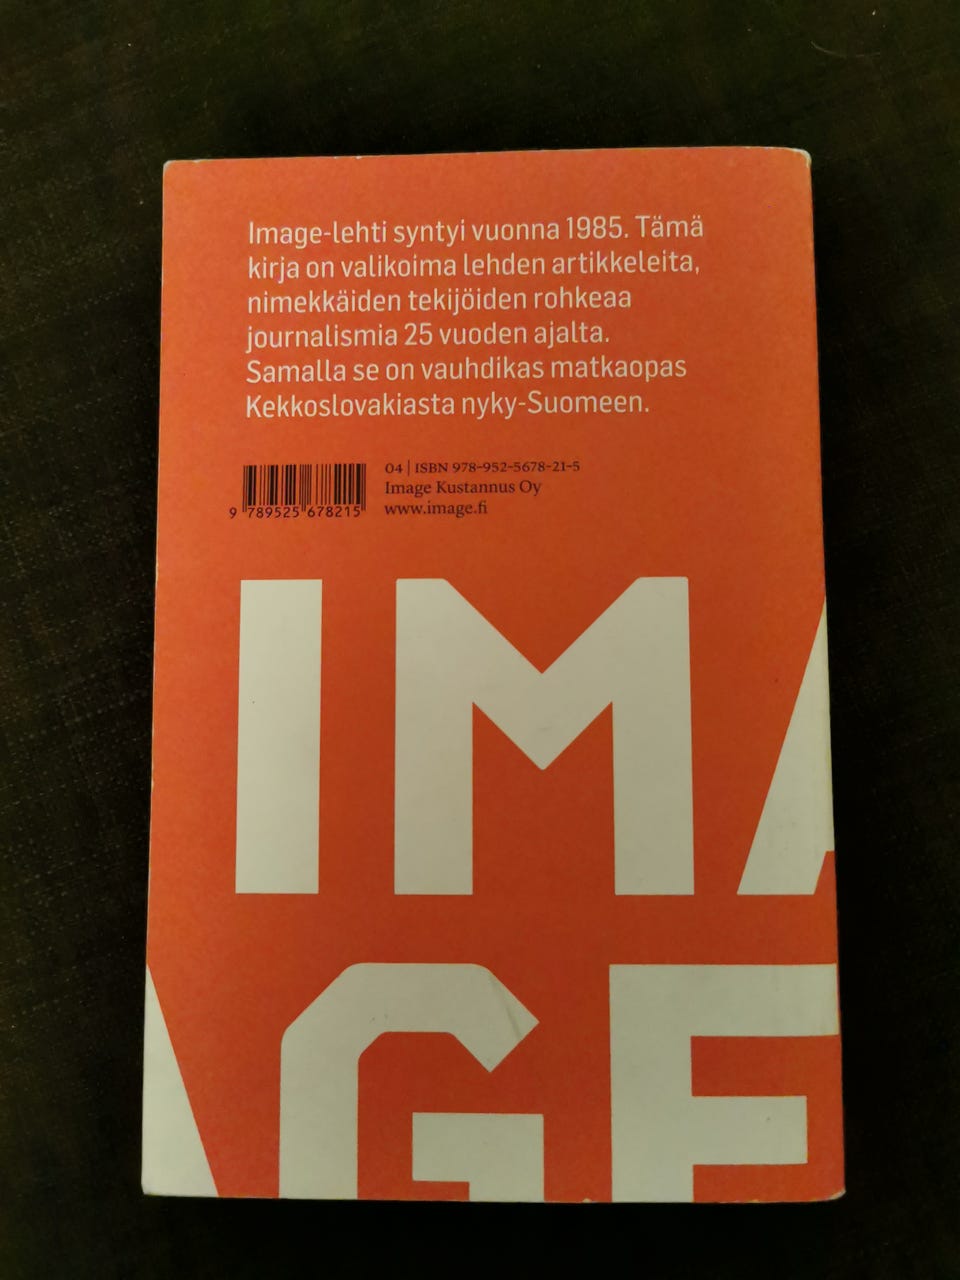 Image-lehti syntyi vuonna 1985. Tämä
kirja on valikoima lehden artikkeleita,
nimekkäiden tekijöiden rohkeaa
journalismia 25 vuoden ajalta.
Samalla se on vauhdikas matkaopas
Kekkoslovakiasta nyky-Suomeen.
04 | ISBN 978-952-5678-21-5
Image Kustannus Oy
www.image.fi
9 789525 678215
IMA
AGE